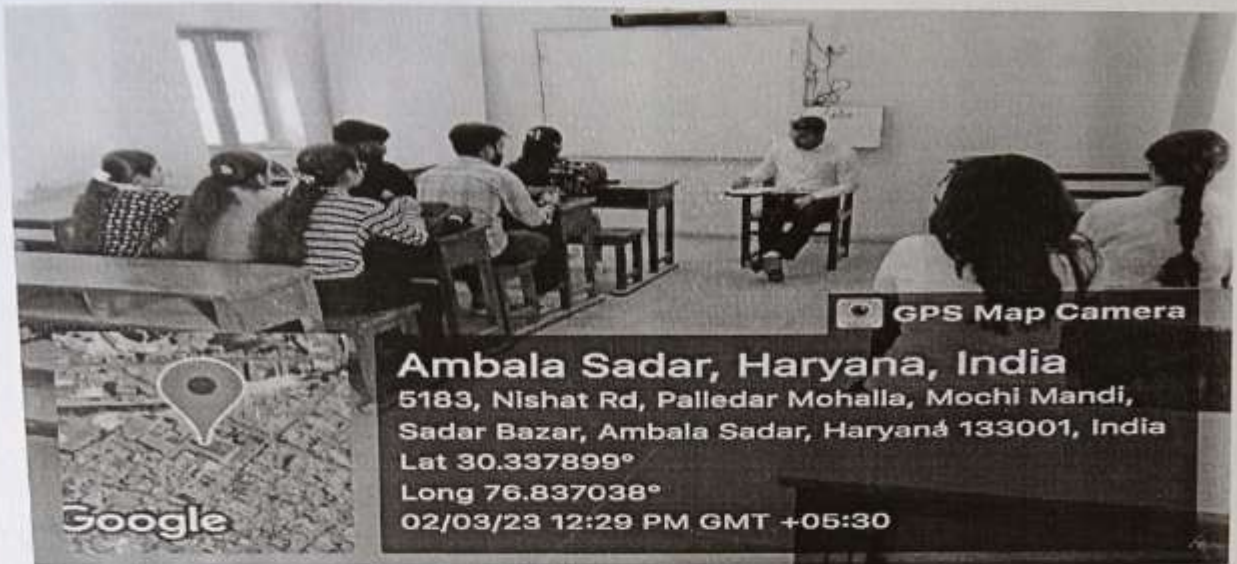 GPS Map Camera
Ambala Sadar, Haryana, India
5183, Nishat Rd, Palledar Mohalla, Mochi Mandi,
Sadar Bazar, Ambala Sadar, Haryana 133001, India
Lat 30.337899°
Long 76.837038°
02/03/23 12:29 PM GMT +05:30
Google